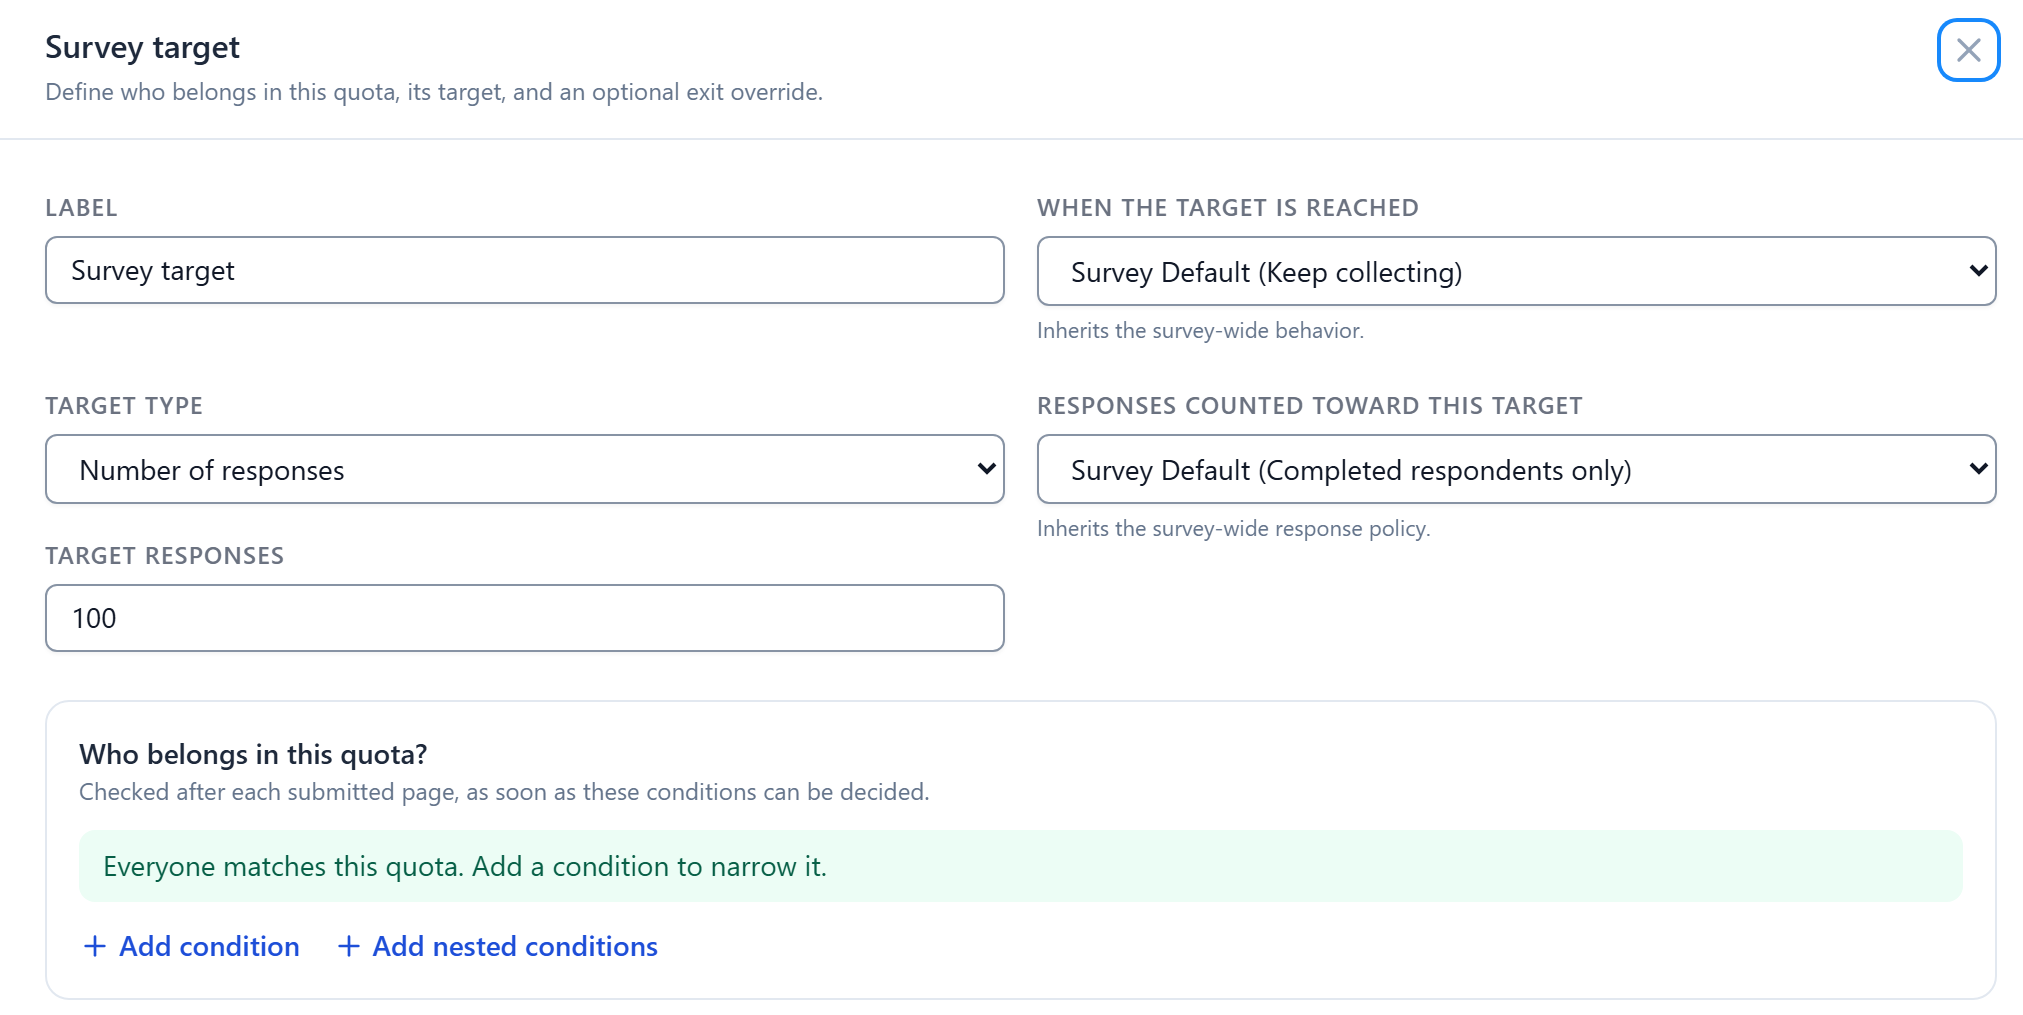 Survey target
Define who belongs in this quota, its target, and an optional exit override.
LABEL
Survey target
WHEN THE TARGET IS REACHED
Survey Default (Keep collecting)
Inherits the survey-wide behavior.
TARGET TYPE
Number of responses
RESPONSES COUNTED TOWARD THIS TARGET
Survey Default (Completed respondents only)
Inherits the survey-wide response policy.
TARGET RESPONSES
100
Who belongs in this quota?
Checked after each submitted page, as soon as these conditions can be decided.
Everyone matches this quota. Add a condition to narrow it.
+ Add condition + Add nested conditions